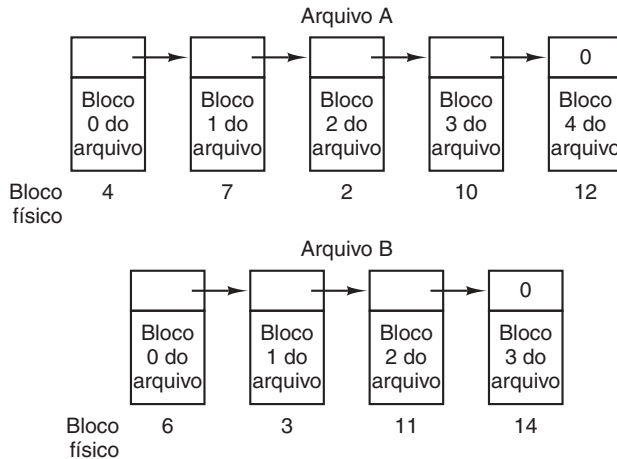 Arquivo A
0
Bloco
0 do
arquivo
Bloco
1 do
arquivo
Bloco
2 do
arquivo
Bloco
3 do
arquivo
Bloco
4 do
arquivo
Bloco
físico
4 7 2 10 12
Arquivo B
0
Bloco
0 do
arquivo
Bloco
1 do
arquivo
Bloco
2 do
arquivo
Bloco
3 do
arquivo
Bloco
físico
6 3 11 14